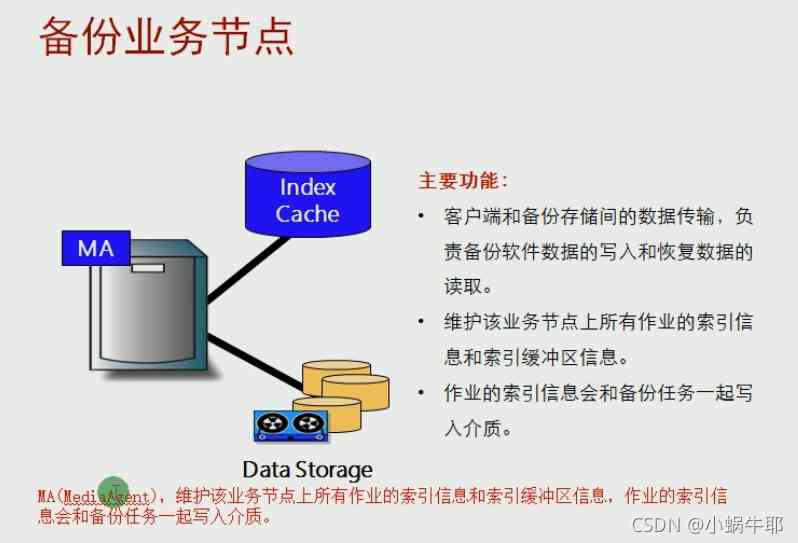 备份业务节点
Index
Cache
MA
主要功能：
• 客户端和备份存储间的数据传输，负
责备份软件数据的写入和恢复数据的
读取。
• 维护该业务节点上所有作业的索引信
息和索引缓冲区信息。
• 作业的索引信息会和备份任务一起写
入介质。
Data Storage
MA(MediaAgent)，维护该业务节点上所有作业的索引信息和索引缓冲区信息，作业的索引信
息会和备份任务一起写入介质。
CSDN @小蜗牛耶